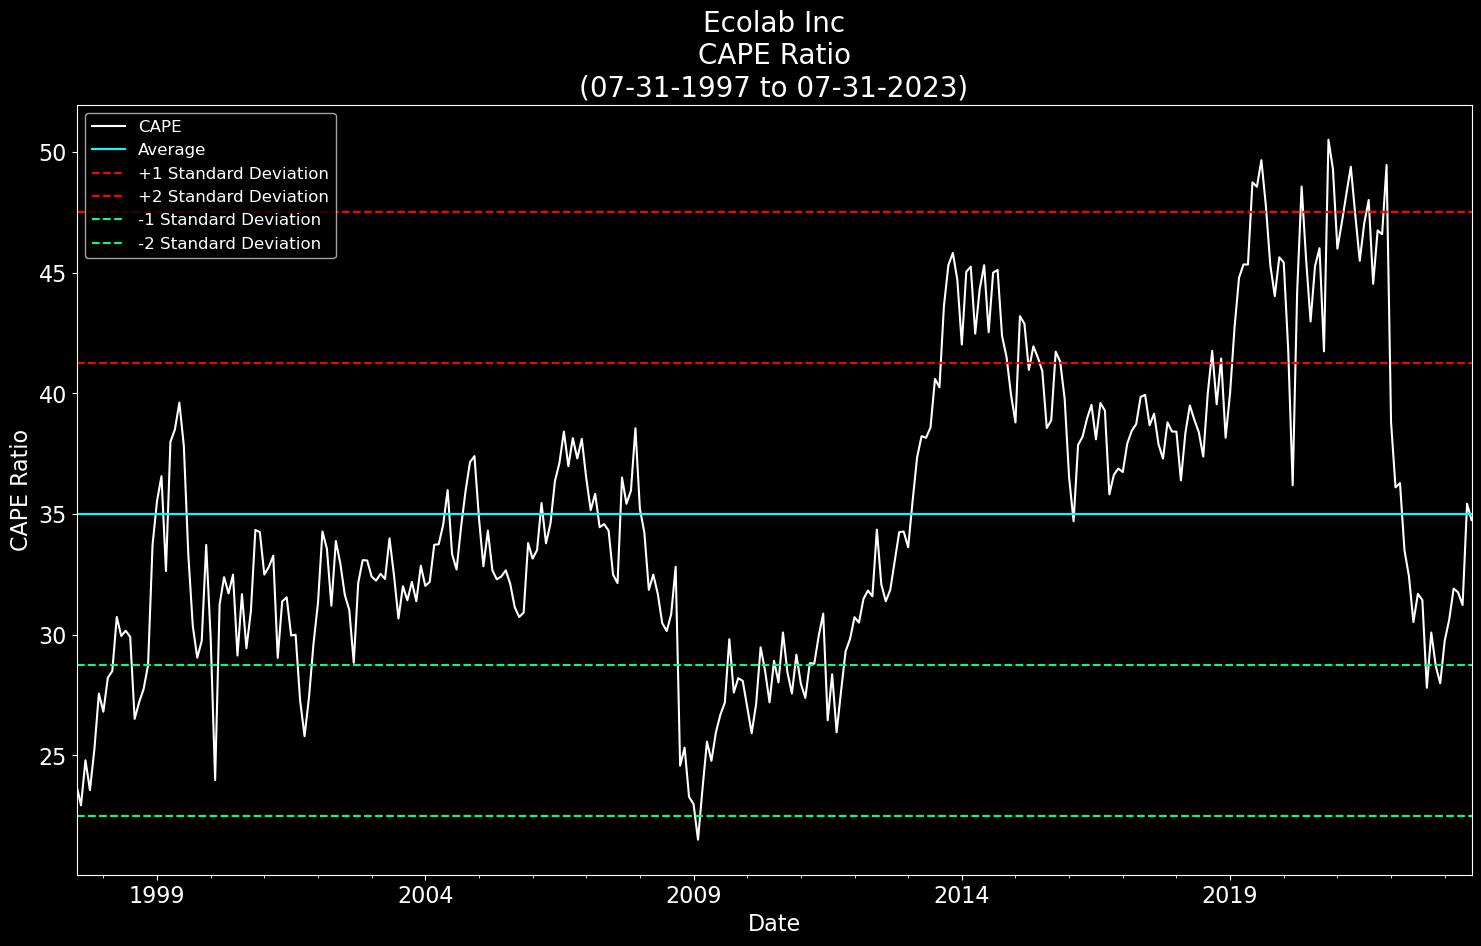 Ecolab Inc
CAPE Ratio
(07-31-1997 to 07-31-2023)
CAPE
Average
+1 Standard Deviation
+2 Standard Deviation
-1 Standard Deviation
-2 Standard Deviation
50
45
40
35
30
25
CAPE Ratio
1999 2004 2009 2014 2019
Date